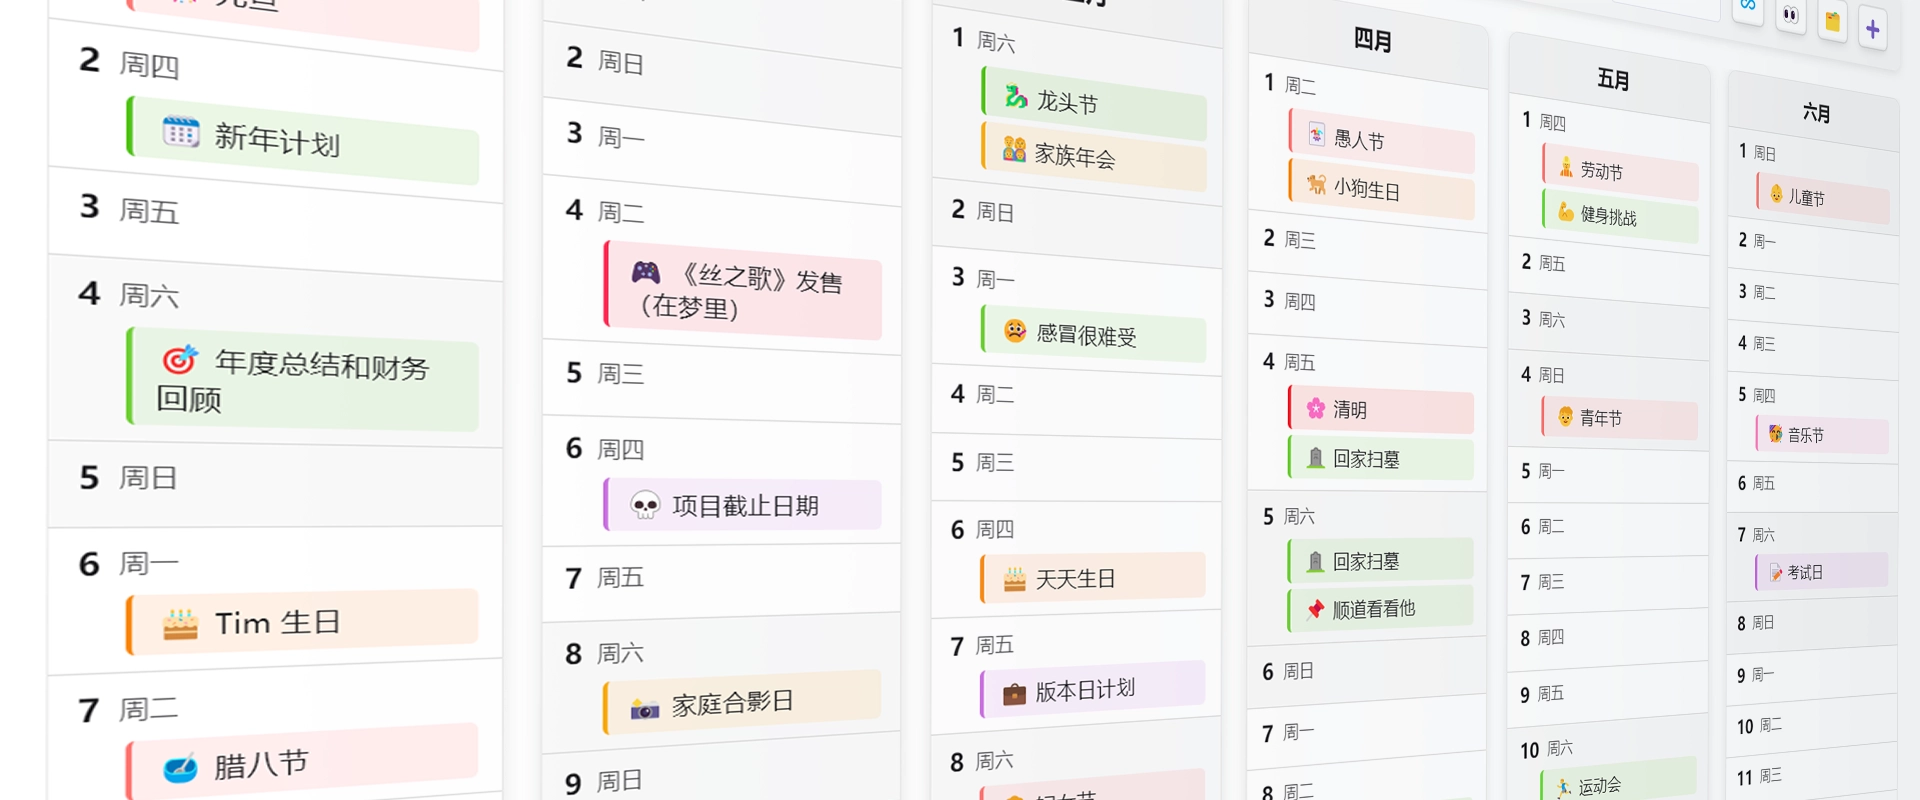 2 周四
新年计划
3 周五
4 周六
年度总结和财务
回顾
5 周日
6 周一
Tim 生日
7 周二
腊八节
2 周日
3 周一
4 周二
《丝之歌》发售
（在梦里）
5 周三
6 周四
项目截止日期
7 周五
8 周六
家庭合影日
9 周日
1 周六
龙头节
家族年会
2 周日
3 周一
感冒很难受
4 周二
5 周三
6 周四
天天生日
7 周五
版本日计划
8 周六
四月
1 周二
愚人节
小狗生日
2 周三
3 周四
4 周五
清明
回家扫墓
5 周六
回家扫墓
顺道看看他
6 周日
7 周一
8 周二
五月
1 周四
劳动节
健身挑战
2 周五
3 周六
4 周日
青年节
5 周一
6 周二
7 周三
8 周四
9 周五
10 周六
运动会
六月
1 周日
儿童节
2 周一
3 周二
4 周三
5 周四
音乐节
6 周五
7 周六
考试日
8 周日
9 周一
10 周二
11 周三